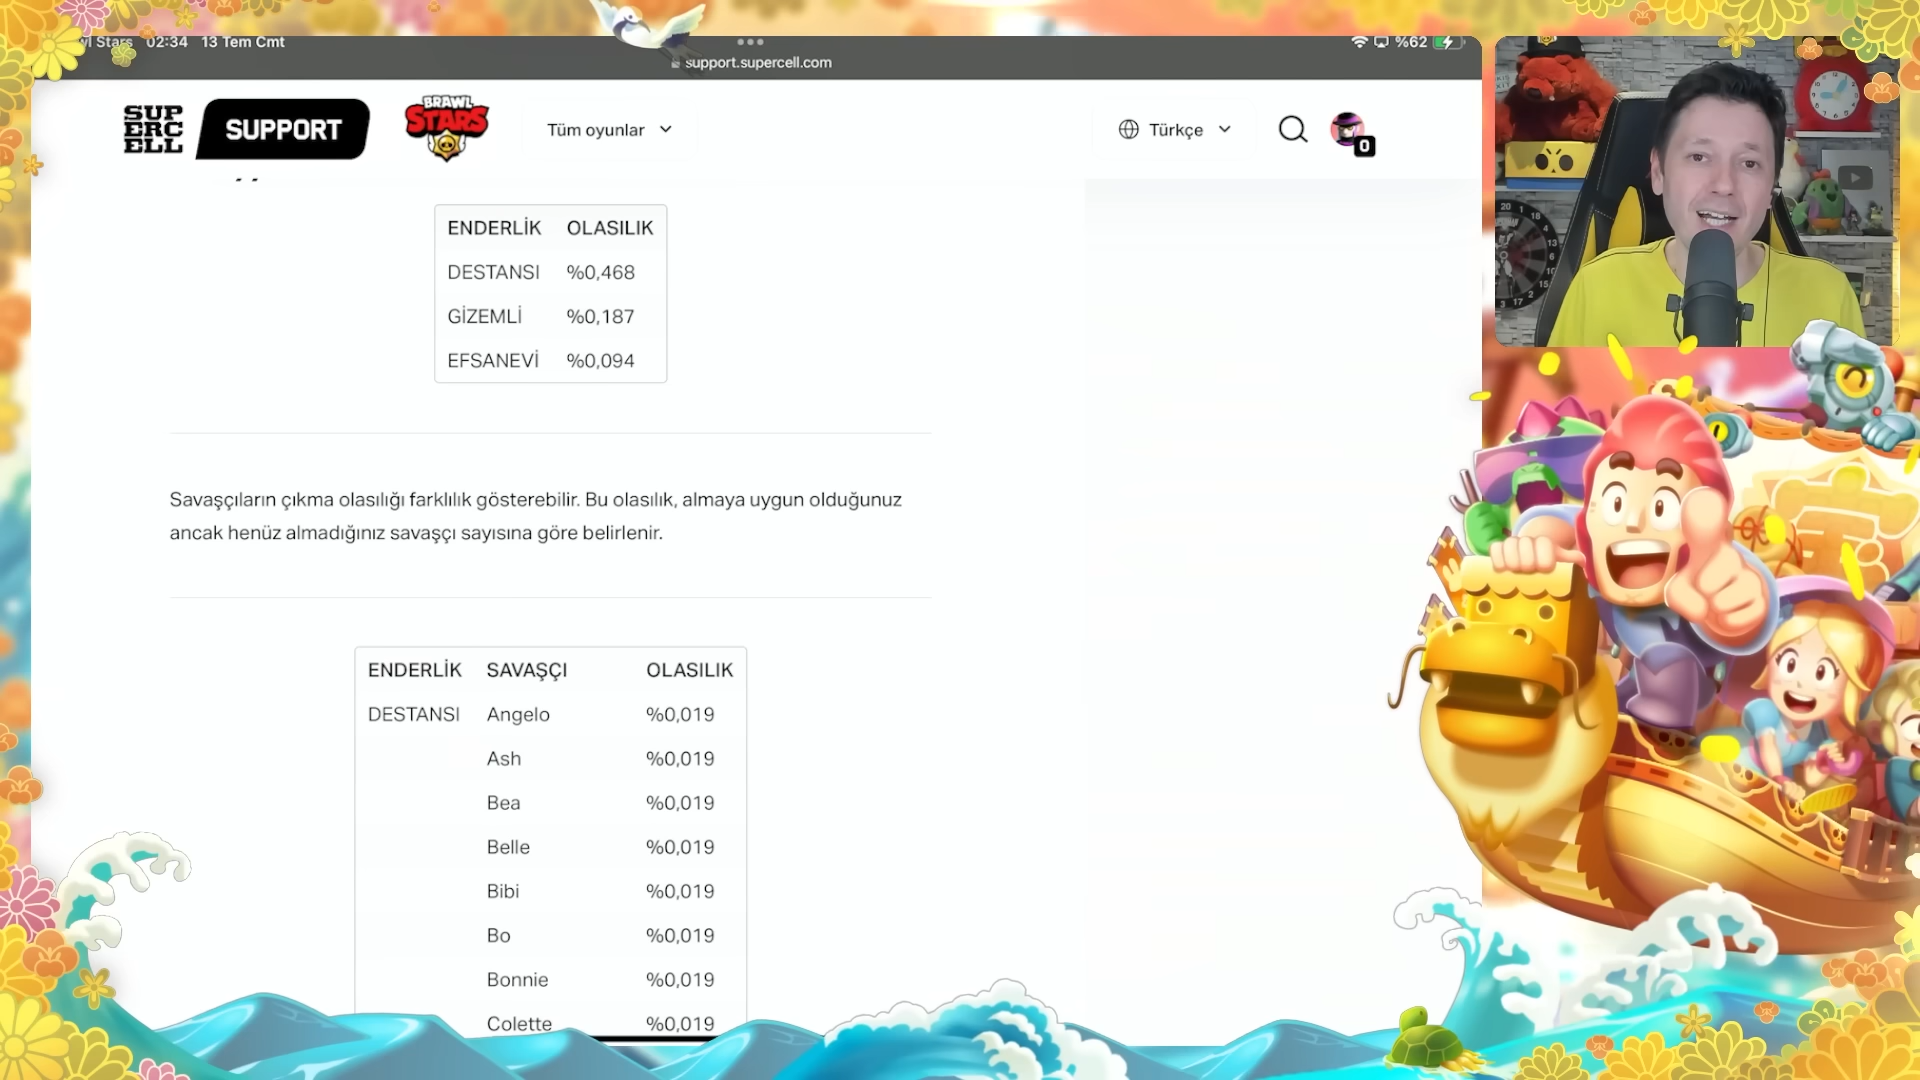 02:34 13 Tem Cmt
%62
support.supercell.com
SUP
ERC
ELL
SUPPORT
BRAWL
STARS
Tüm oyunlar
Türkçe
0
ENDERLİK OLASILIK
DESTANSI %0,468
GİZEMLİ %0,187
EFSANEVİ %0,094
Savaşçıların çıkma olasılığı farklılık gösterebilir. Bu olasılık, almaya uygun olduğunuz
ancak henüz almadığınız savaşçı sayısına göre belirlenir.
ENDERLİK SAVAŞÇI OLASILIK
DESTANSI Angelo %0,019
Ash %0,019
Bea %0,019
Belle %0,019
Bibi %0,019
Bo %0,019
Bonnie %0,019
Colette %0,019